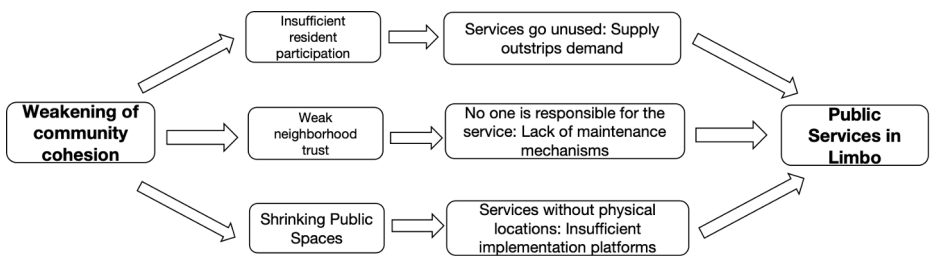 Weakening of
community
cohesion
Insufficient
resident
participation
Services go unused: Supply
outstrips demand
Weak
neighborhood
trust
No one is responsible for the
service: Lack of maintenance
mechanisms
Shrinking Public
Spaces
Services without physical
locations: Insufficient
implementation platforms
Public
Services in
Limbo